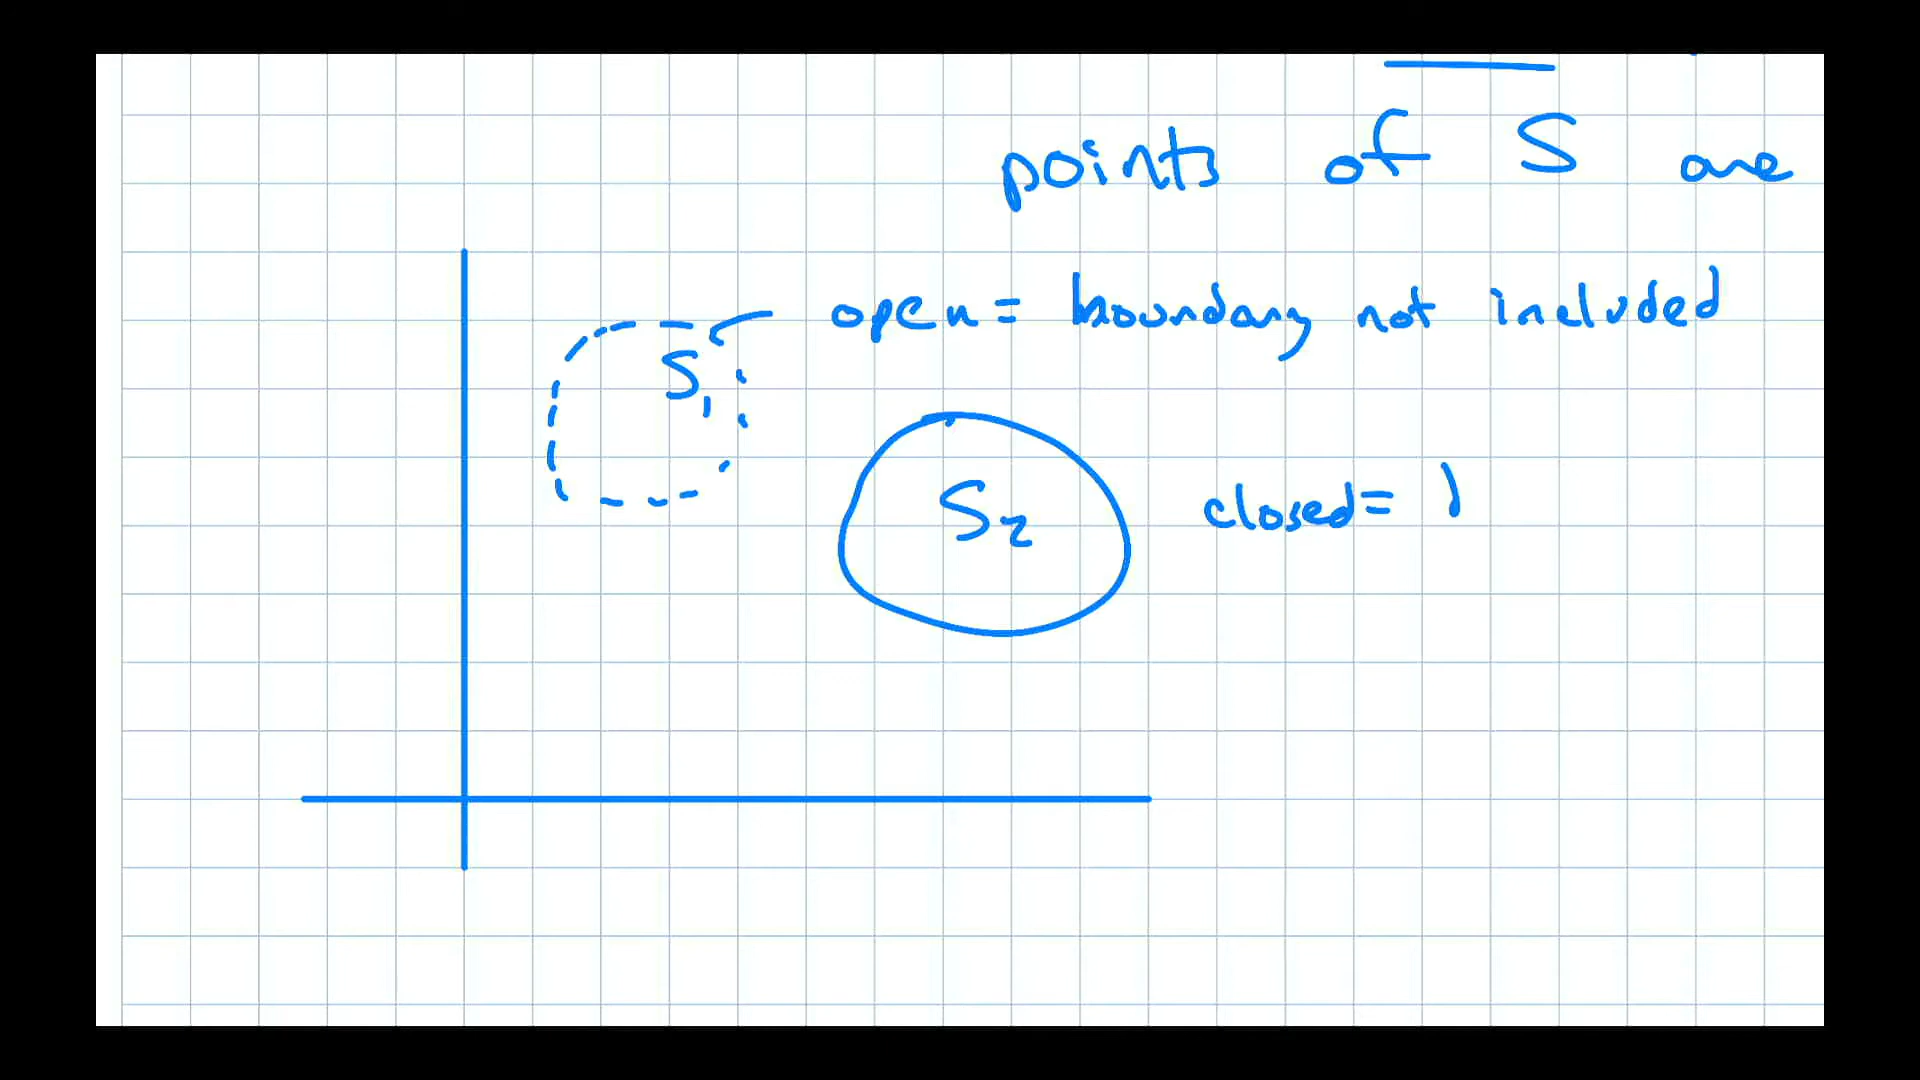 points of S are
open = boundary not included
S₁
S₂
closed =